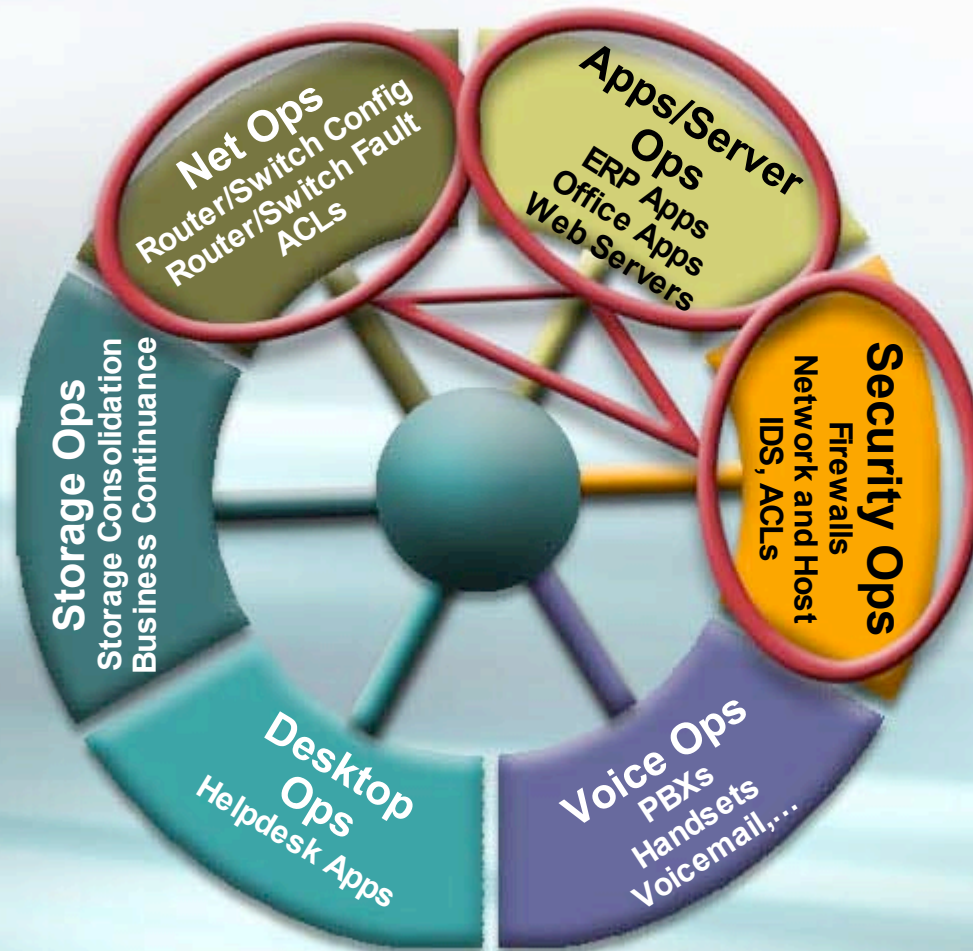 Net Ops
Router/Switch Config
Router/Switch Fault
ACLs
Apps/Server
Ops
ERP Apps
Office Apps
Web Servers
Security Ops
Firewalls
Network and Host
IDS, ACLs
Voice Ops
PBXs
Handsets
Voicemail,...
Desktop
Ops
Helpdesk Apps
Storage Ops
Storage Consolidation
Business Continuance